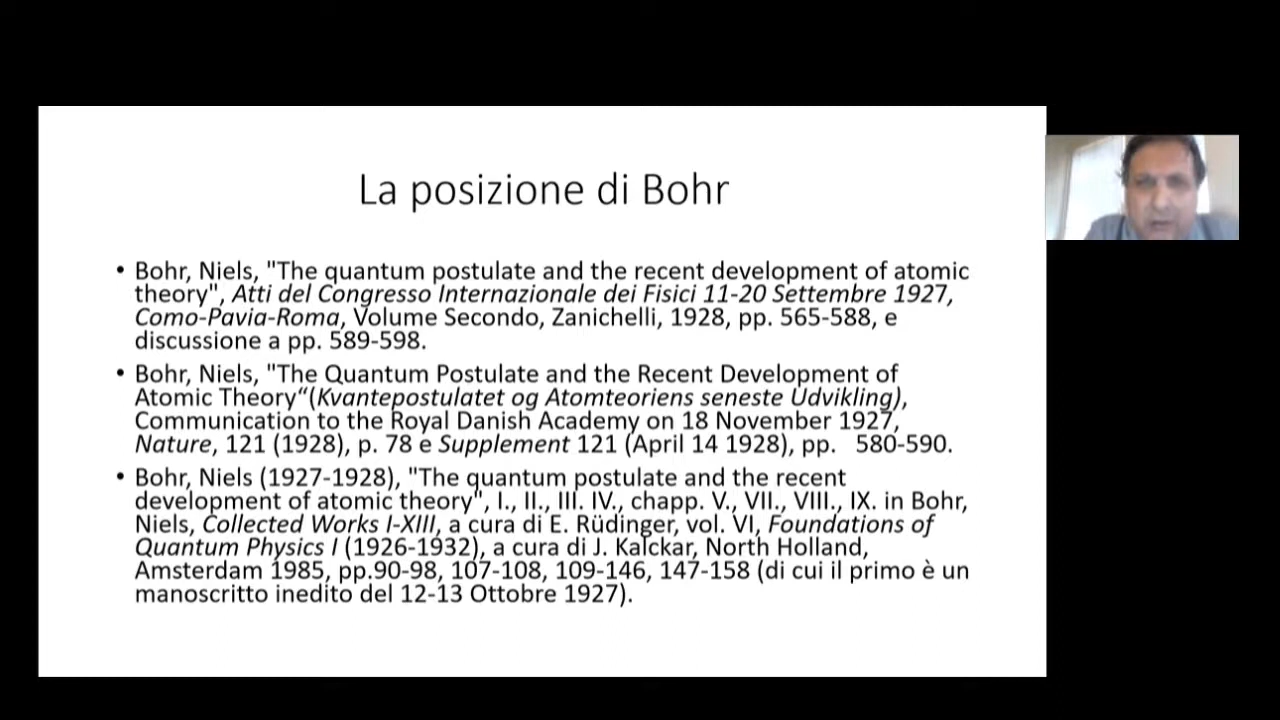 La posizione di Bohr
• Bohr, Niels, "The quantum postulate and the recent development of atomic
theory", Atti del Congresso Internazionale dei Fisici 11-20 Settembre 1927,
Como-Pavia-Roma, Volume Secondo, Zanichelli, 1928, pp. 565-588, e
discussione a pp. 589-598.
• Bohr, Niels, "The Quantum Postulate and the Recent Development of
Atomic Theory“(Kvantepostulatet og Atomteoriens seneste Udvikling),
Communication to the Royal Danish Academy on 18 November 1927,
Nature, 121 (1928), p. 78 e Supplement 121 (April 14 1928), pp.   580-590.
• Bohr, Niels (1927-1928), "The quantum postulate and the recent
development of atomic theory", I., II., III. IV., chapp. V., VII., VIII., IX. in Bohr,
Niels, Collected Works I-XIII, a cura di E. Rüdinger, vol. VI, Foundations of
Quantum Physics I (1926-1932), a cura di J. Kalckar, North Holland,
Amsterdam 1985, pp.90-98, 107-108, 109-146, 147-158 (di cui il primo è un
manoscritto inedito del 12-13 Ottobre 1927).